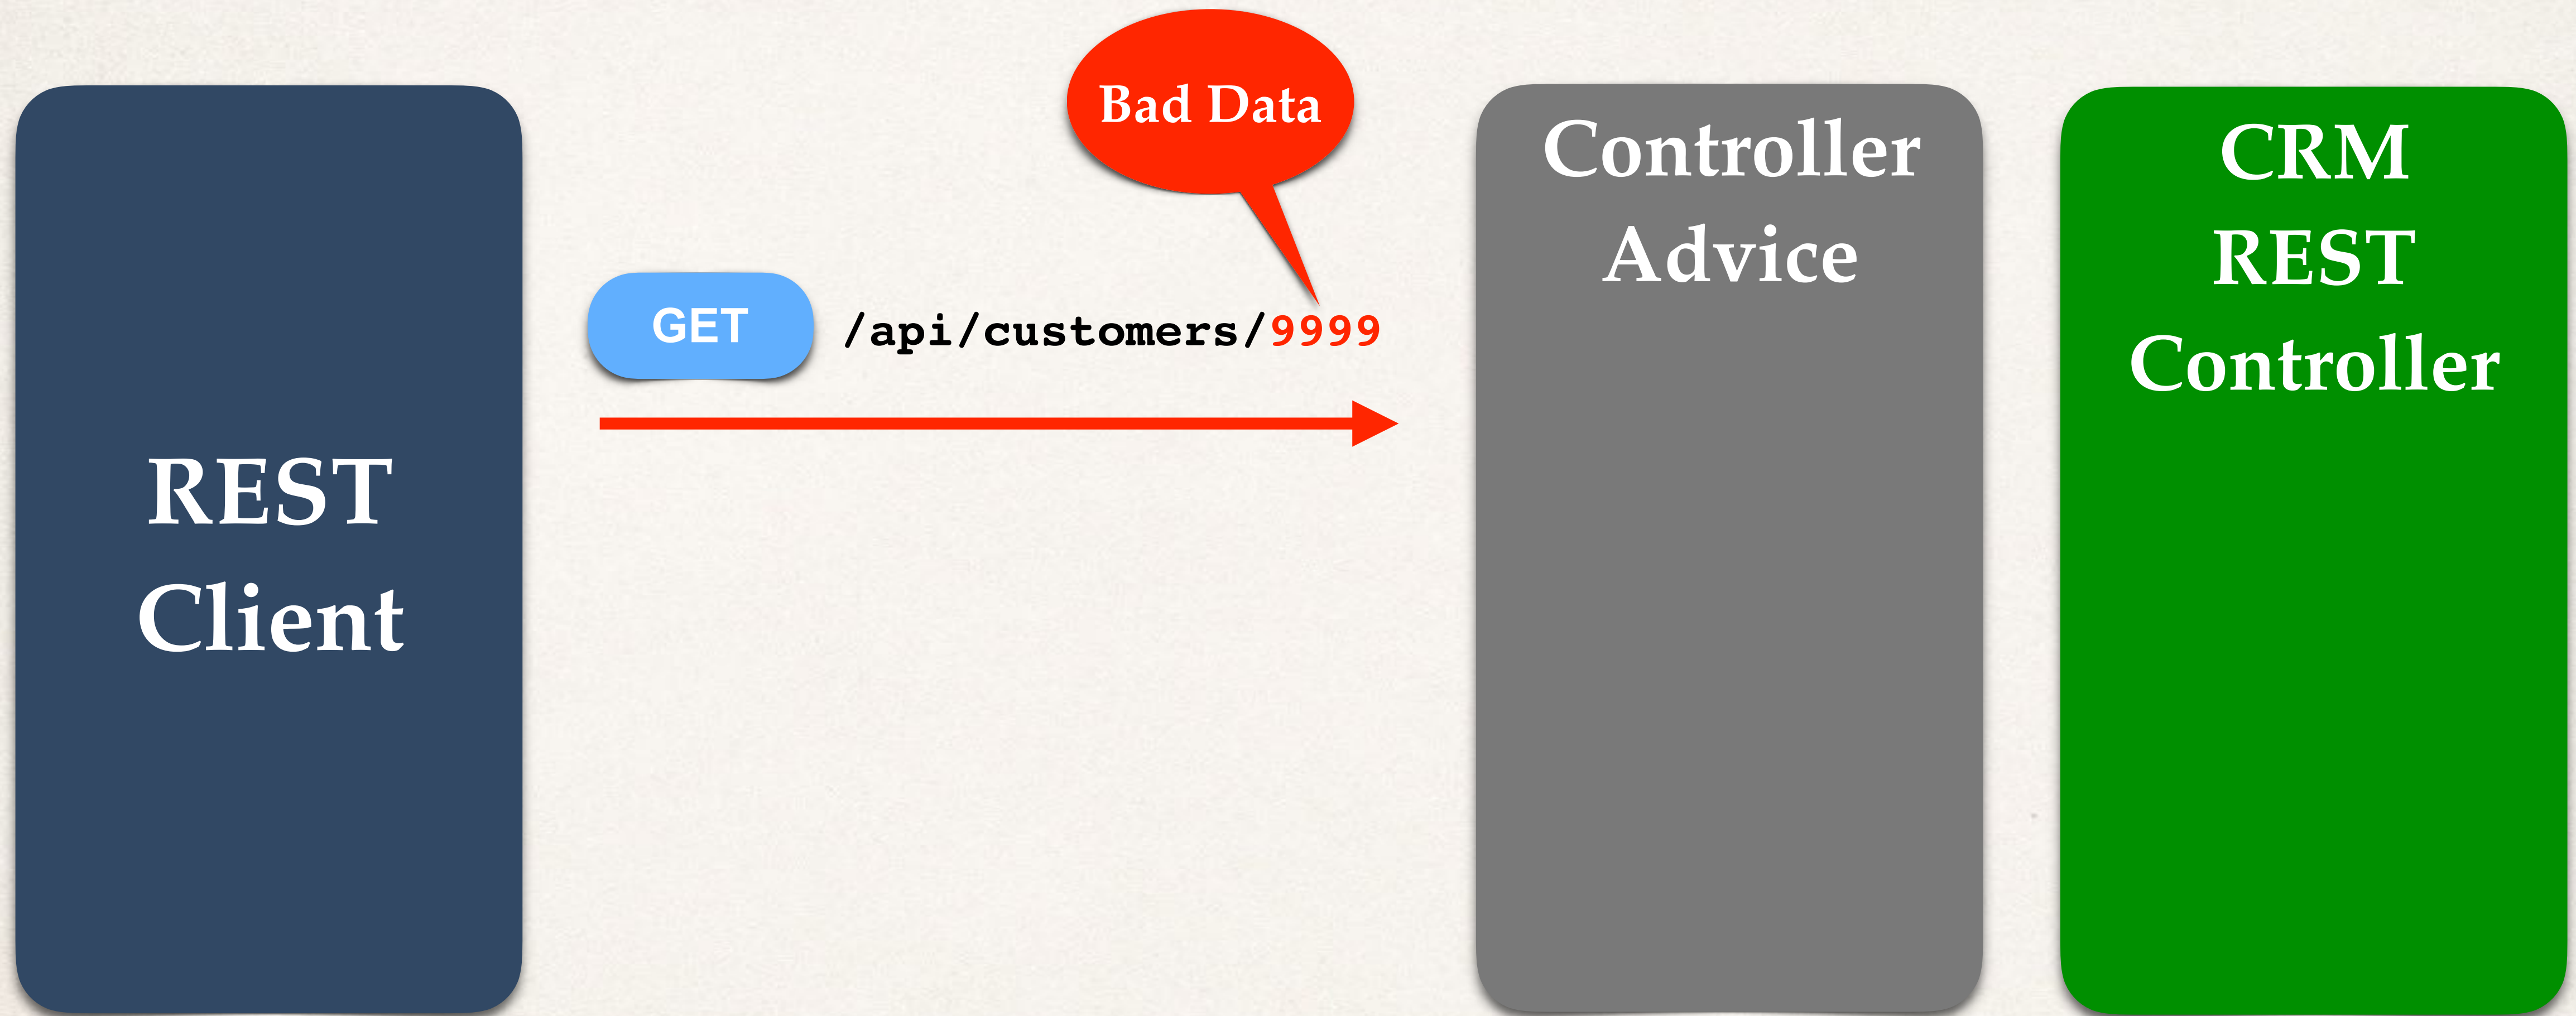 Bad Data
REST
Client
GET
/api/customers/9999
Controller
Advice
CRM
REST
Controller